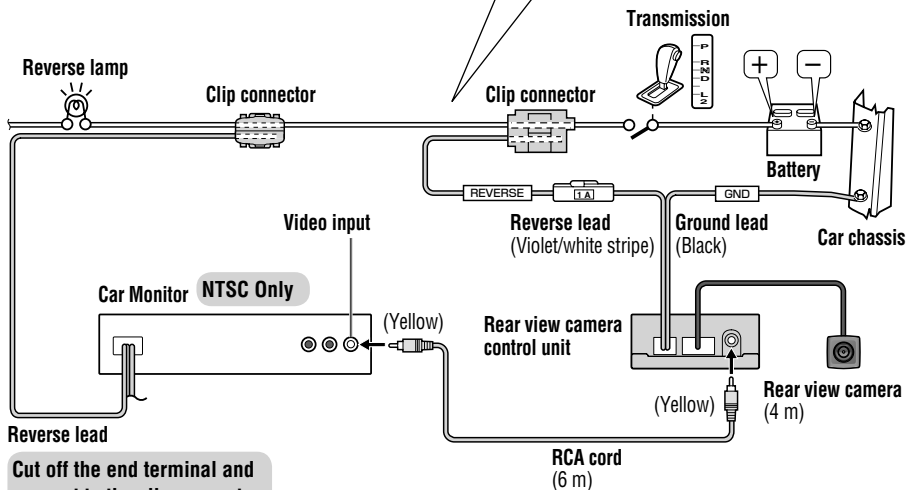 Transmission
P
R
N
D
L
2
+
−
Reverse lamp
Clip connector
Clip connector
Battery
REVERSE
1 A
GND
Reverse lead
(Violet/white stripe)
Ground lead
(Black)
Car chassis
Video input
Car Monitor
NTSC Only
(Yellow)
Rear view camera
control unit
(Yellow)
Rear view camera
(4 m)
Reverse lead
RCA cord
(6 m)
Cut off the end terminal and